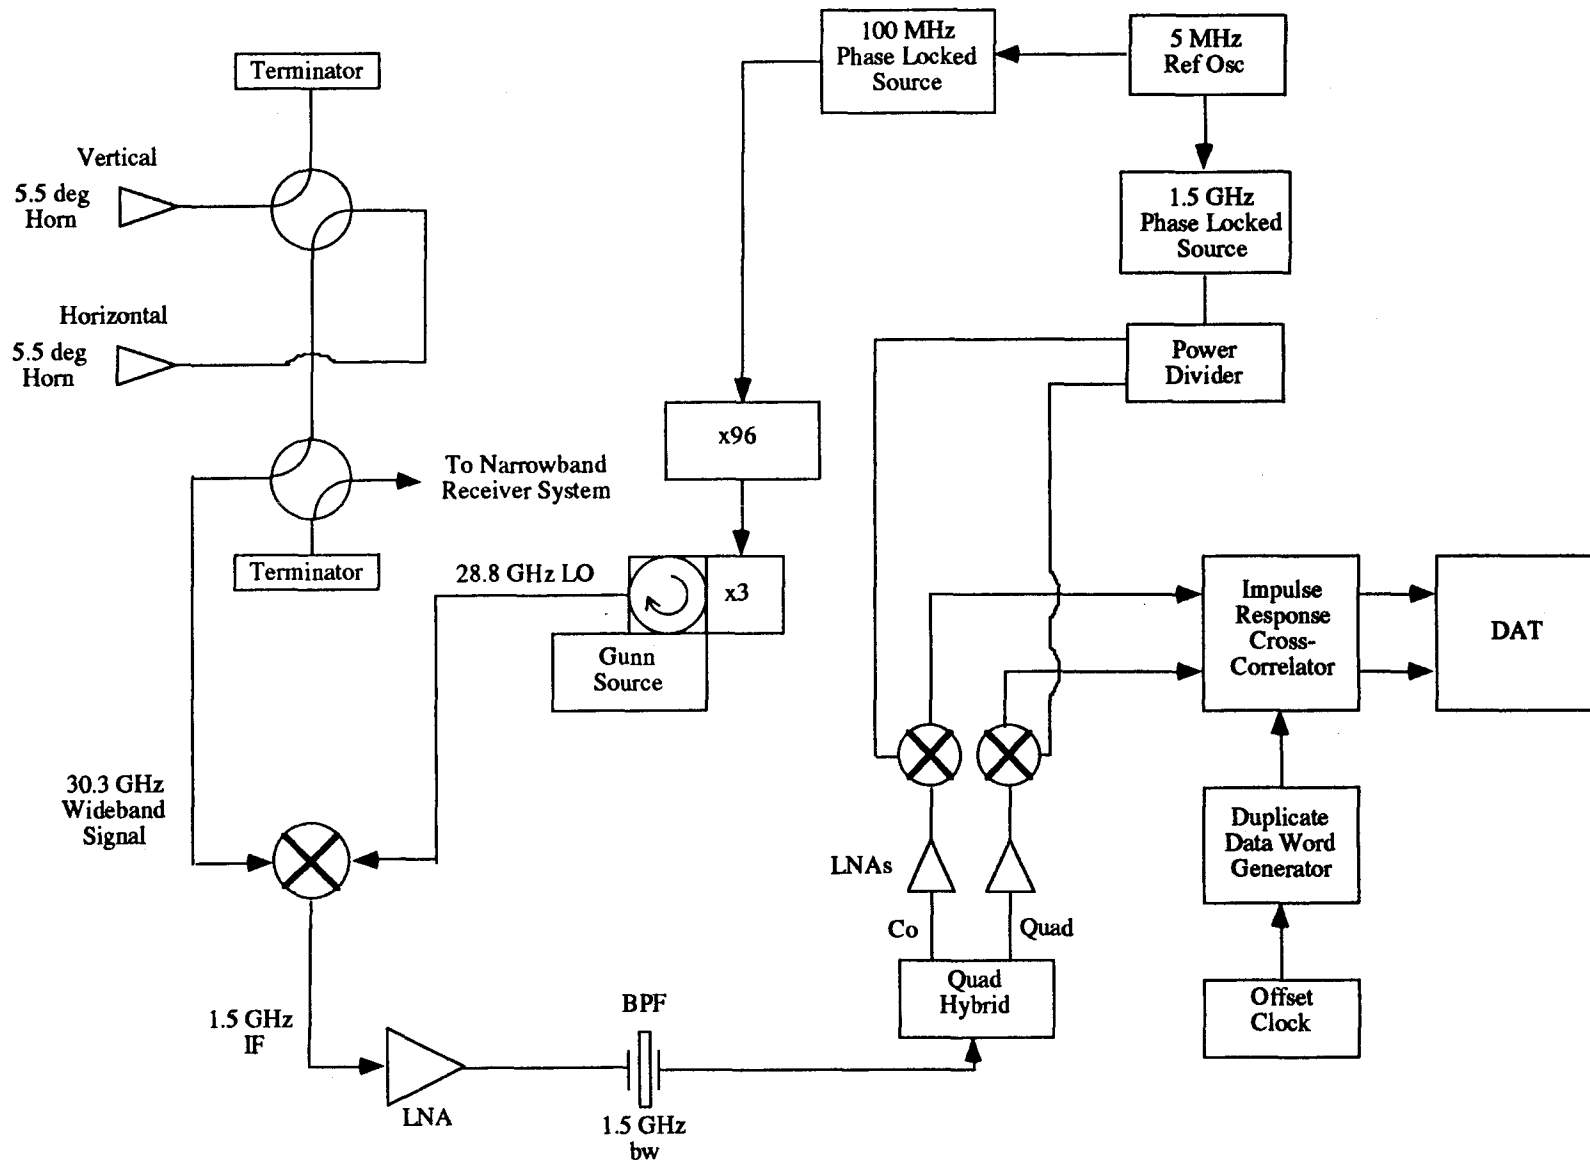 100 MHz
Phase Locked
Source
5 MHz
Ref Osc
Terminator
Vertical
5.5 deg
Horn
1.5 GHz
Phase Locked
Source
Horizontal
5.5 deg
Horn
Power
Divider
x96
To Narrowband
Receiver System
Terminator
28.8 GHz LO
x3
Gunn
Source
Impulse
Response
Cross-
Correlator
DAT
30.3 GHz
Wideband
Signal
Duplicate
Data Word
Generator
LNAs
Co
Quad
Quad
Hybrid
Offset
Clock
1.5 GHz
IF
LNA
BPF
1.5 GHz
bw